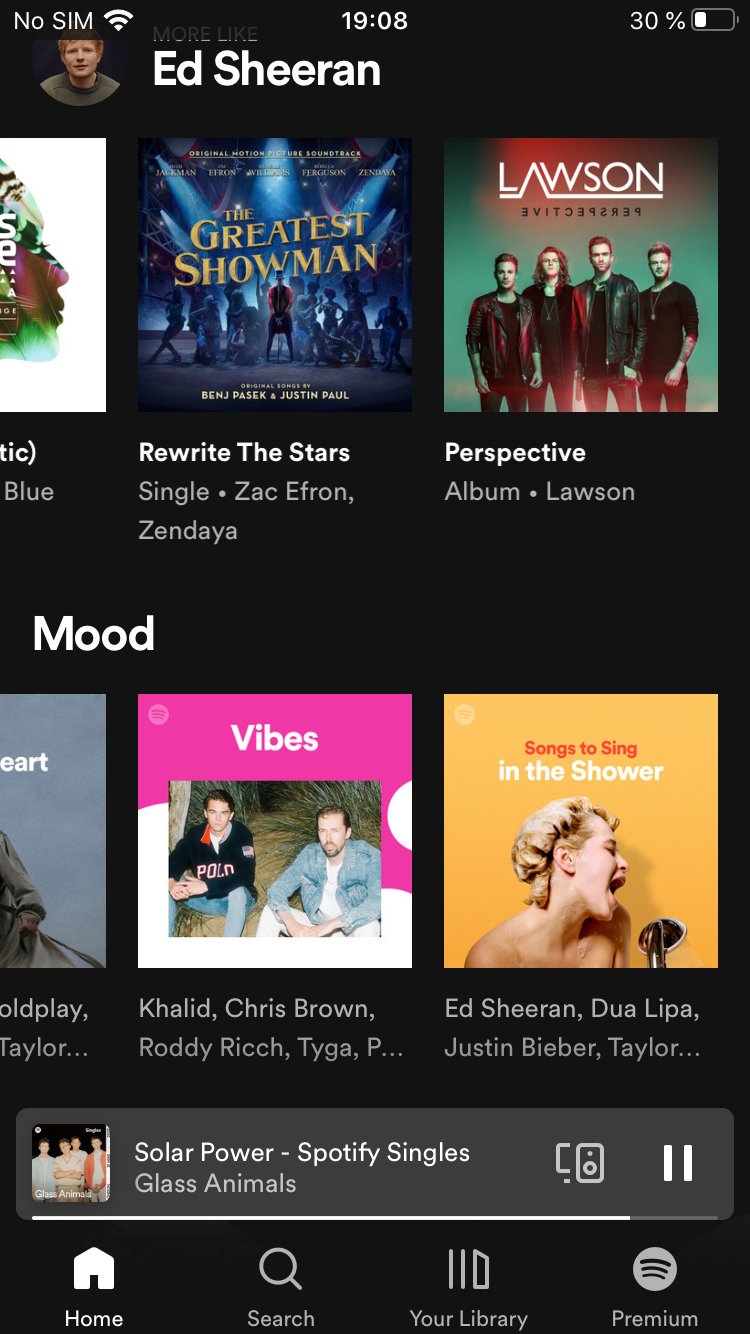 No SIM 19:08 30 %
MORE LIKE
Ed Sheeran
ORIGINAL MOTION PICTURE SOUNDTRACK
JACKMAN EFRON WILLIAMS FERGUSON ZENDAYA
THE
GREATEST
SHOWMAN
ORIGINAL SONGS BY
BENJ PASEK & JUSTIN PAUL
LAWSON
PERSPECTIVE
tic)
Blue
Rewrite The Stars
Single • Zac Efron,
Zendaya
Perspective
Album • Lawson
Mood
eart
Vibes
POLO
Songs to Sing
in the Shower
oldplay,
Taylor...
Khalid, Chris Brown,
Roddy Ricch, Tyga, P...
Ed Sheeran, Dua Lipa,
Justin Bieber, Taylor...
Singles
Glass Animals
Solar Power - Spotify Singles
Glass Animals
Home Search Your Library Premium